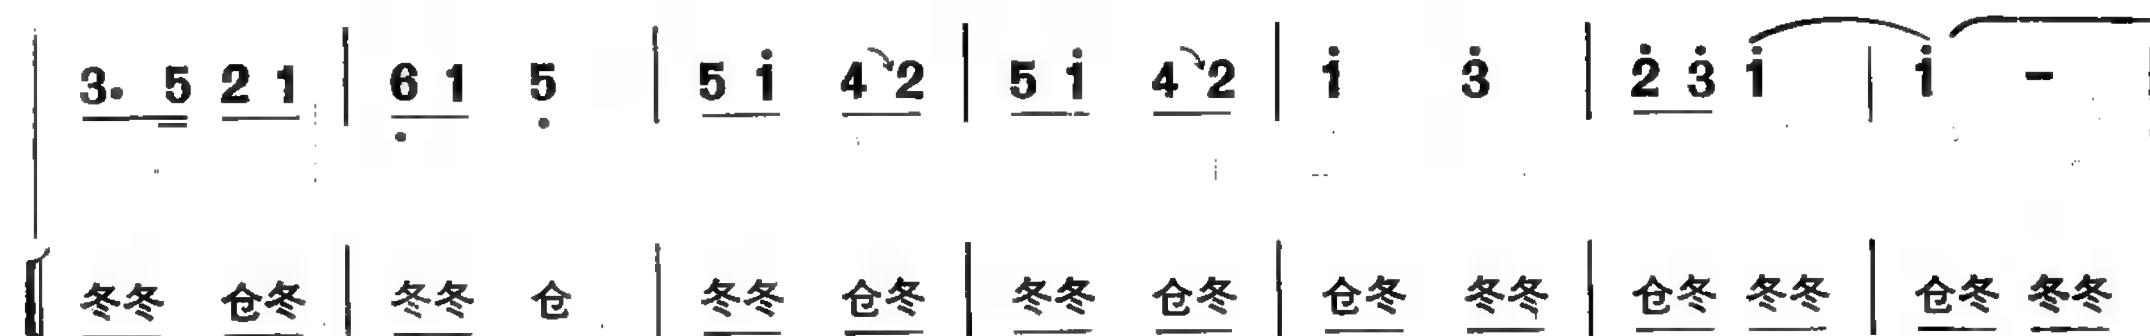 3. 5 2 1 | 6 1 5 | 5 i 4 2 | 5 i 4 2 | i 3 | 2 3 i | i -
冬冬 仓冬 | 冬冬 仓 | 冬冬 仓冬 | 冬冬 仓冬 | 仓冬 冬冬 | 仓冬 冬冬 | 仓冬 冬冬